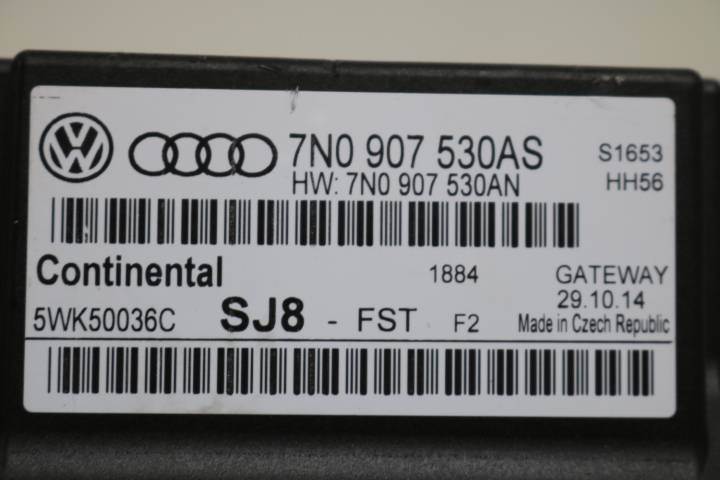 7N0 907 530AS S1653
HW: 7N0 907 530AN HH56
Continental 1884 GATEWAY
29.10.14
5WK50036C SJ8 - FST F2 Made in Czech Republic